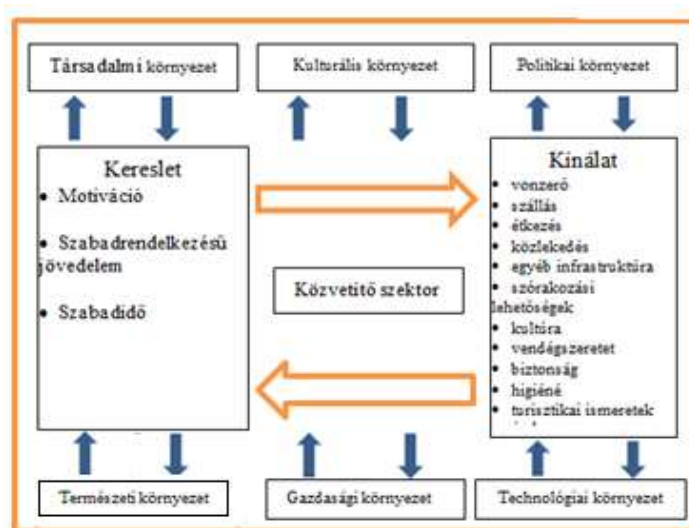 Társadalmi környezet
Kulturális környezet
Politikai környezet
Kereslet
• Motiváció
• Szabadrendelkezésű
jövedelem
• Szabadidő
Közvetítő szektor
Kínálat
• vonzerő
• szállás
• étkezés
• közlekedés
• egyéb infrastruktúra
• szórakozási
lehetőségek
• kultúra
• vendégszeretet
• biztonság
• higiéné
• turisztikai ismeretek
Természeti környezet
Gazdasági környezet
Technológiai környezet